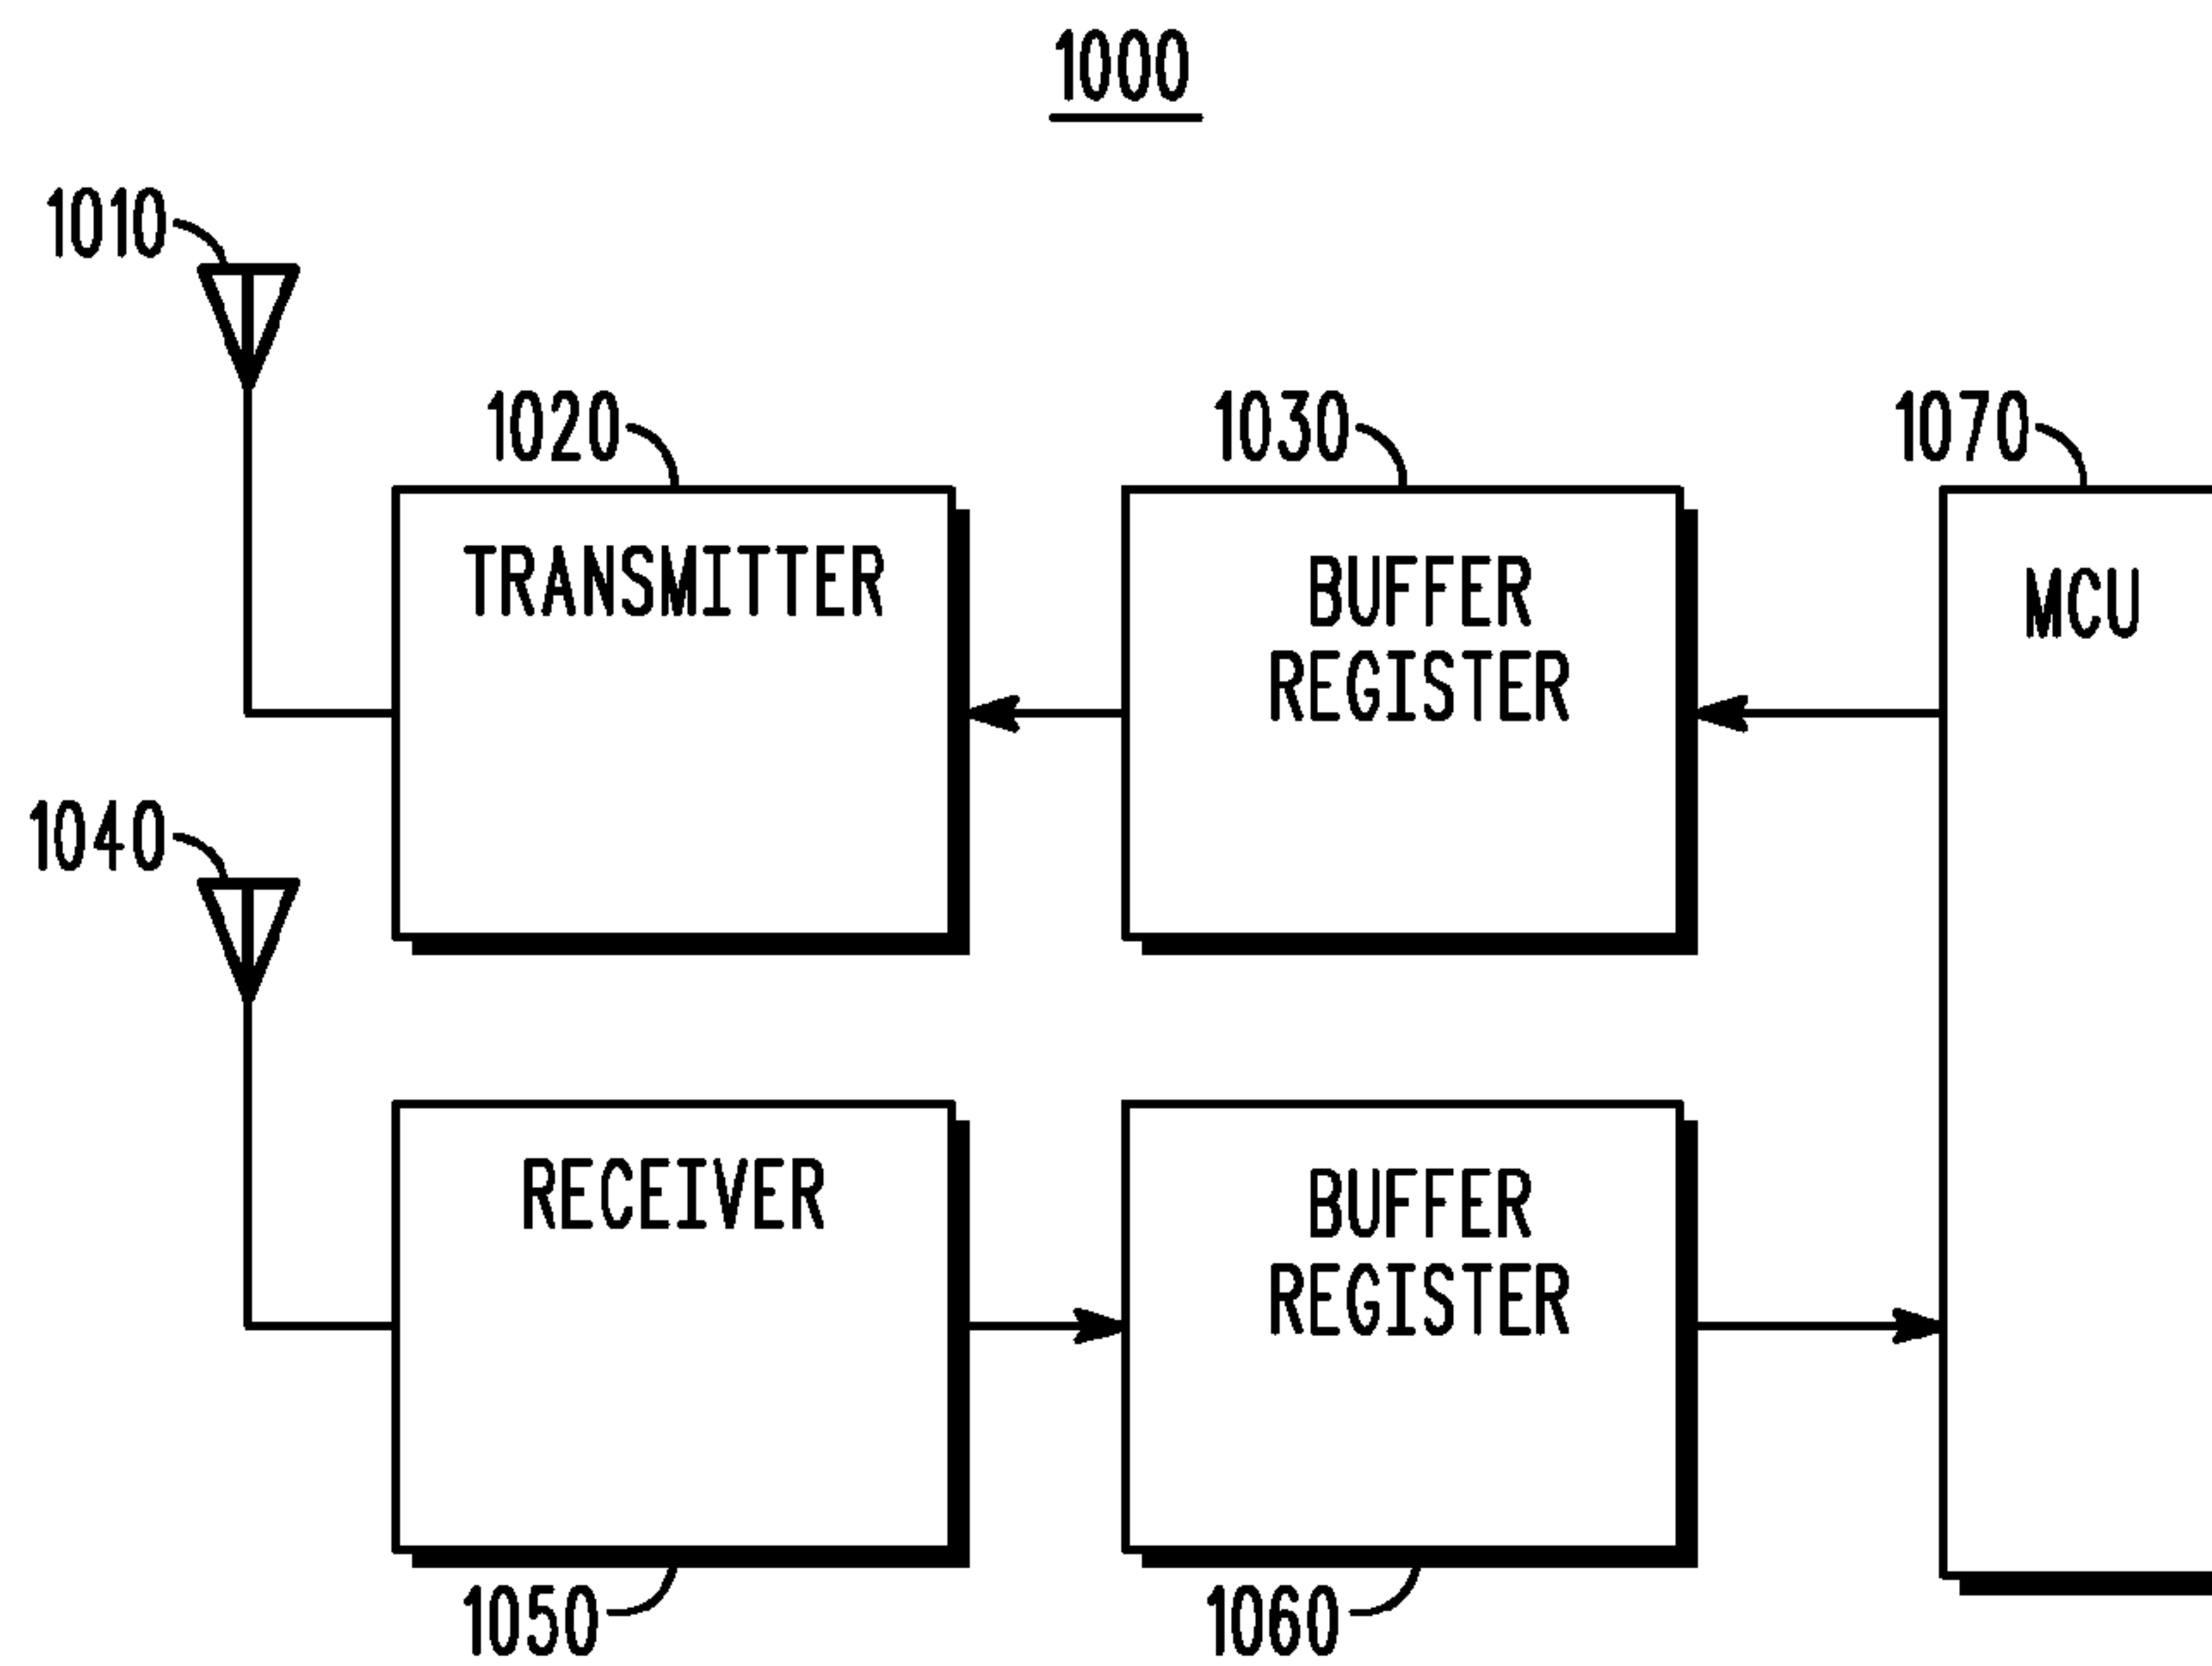 1000
1010
1020
1030
1070
TRANSMITTER
BUFFER
REGISTER
MCU
1040
RECEIVER
BUFFER
REGISTER
1050
1060